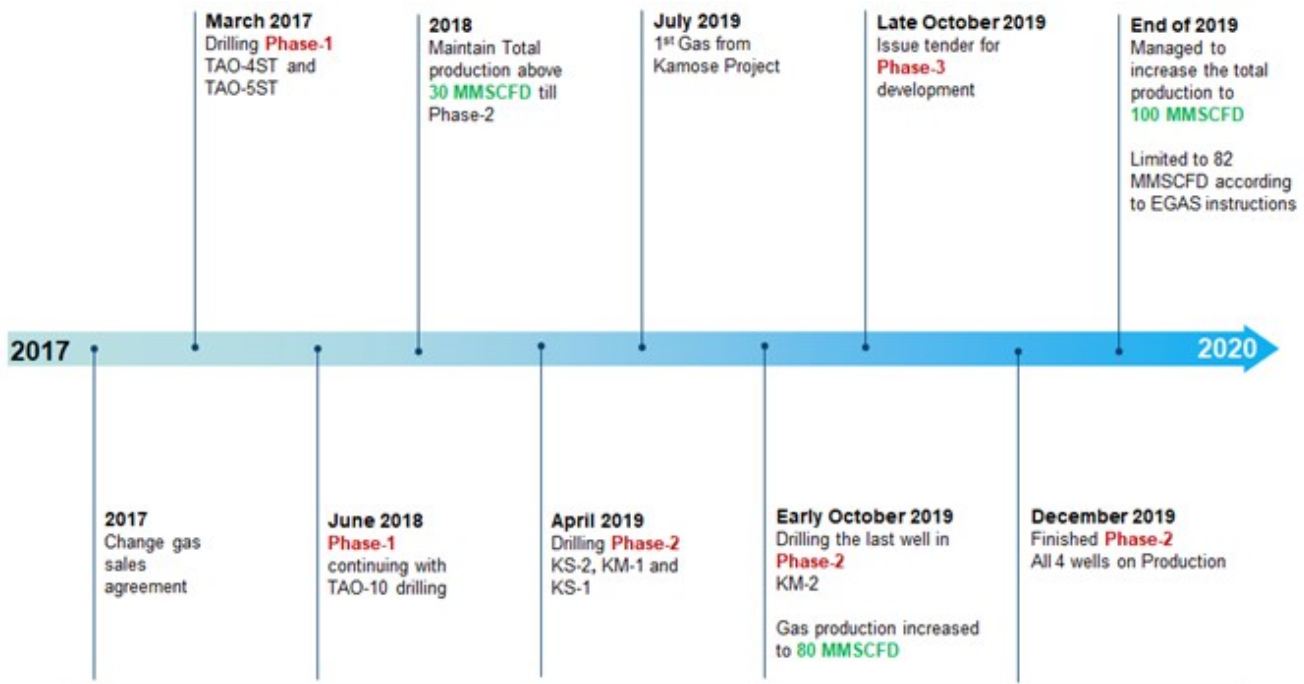 March 2017
Drilling Phase-1
TAO-4ST and
TAO-5ST
2018
Maintain Total
production above
30 MMSCFD till
Phase-2
July 2019
1st Gas from
Kamose Project
Late October 2019
Issue tender for
Phase-3
development
End of 2019
Managed to
increase the total
production to
100 MMSCFD
Limited to 82
MMSCFD according
to EGAS instructions
2017
2020
2017
Change gas
sales
agreement
June 2018
Phase-1
continuing with
TAO-10 drilling
April 2019
Drilling Phase-2
KS-2, KM-1 and
KS-1
Early October 2019
Drilling the last well in
Phase-2
KM-2
Gas production increased
to 80 MMSCFD
December 2019
Finished Phase-2
All 4 wells on Production